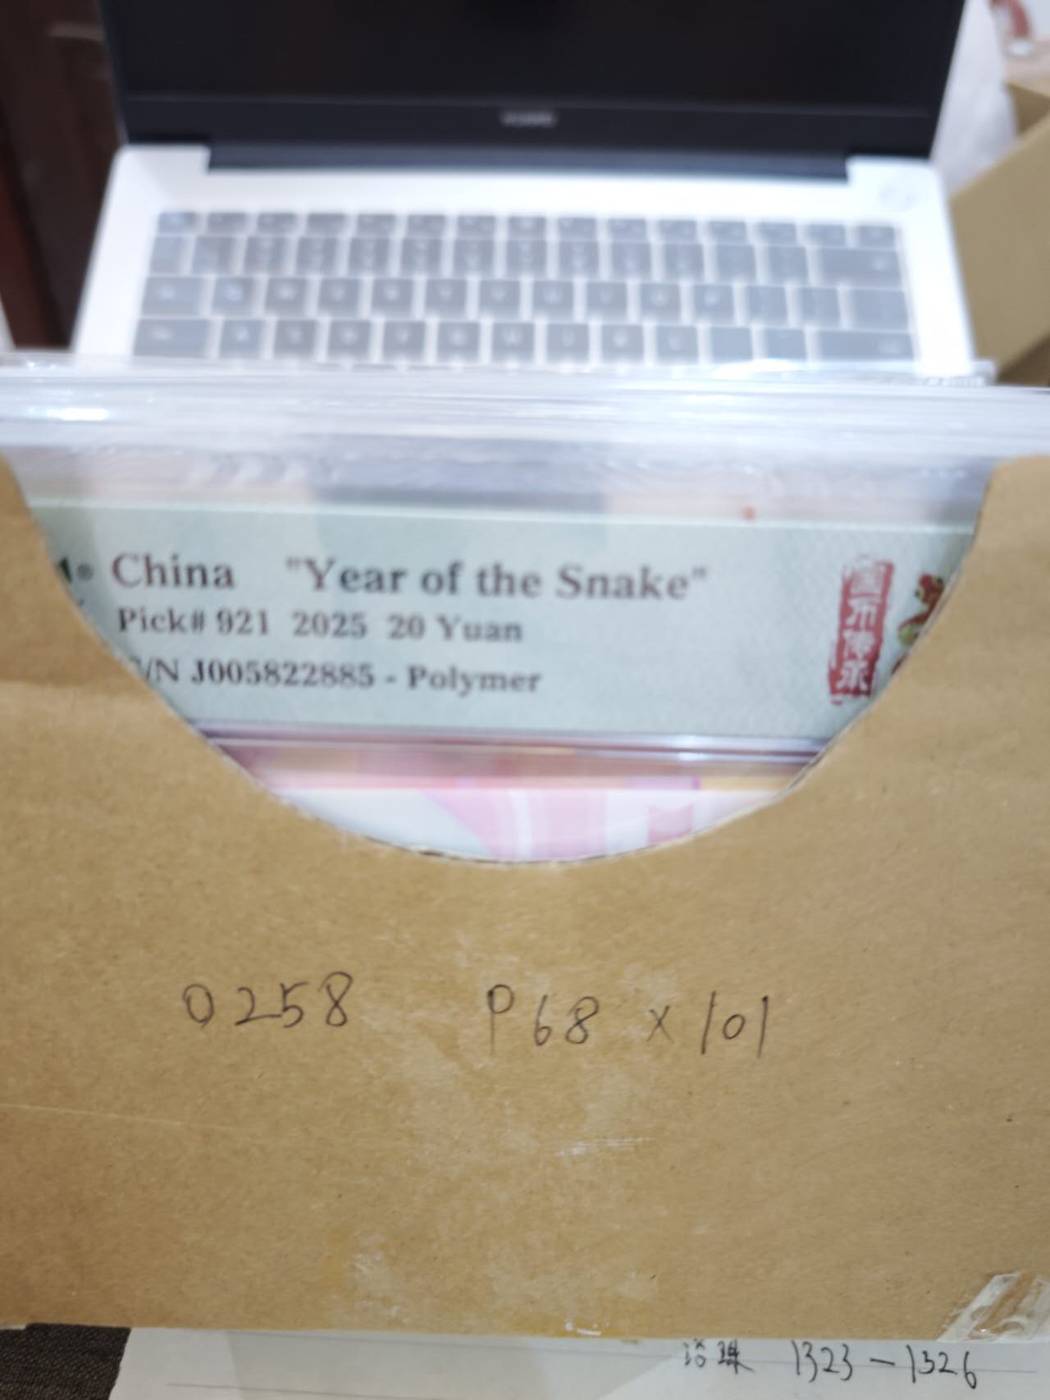 China "Year of the Snake"
Pick# 921 2025 20 Yuan
/N J005822885 - Polymer
0258 P68 x 101
1323 - 1326